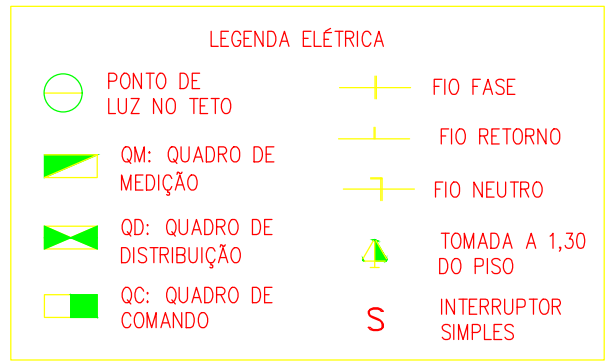 LEGENDA ELÉTRICA
PONTO DE
LUZ NO TETO
QM: QUADRO DE
MEDIÇÃO
QD: QUADRO DE
DISTRIBUIÇÃO
QC: QUADRO DE
COMANDO
FIO FASE
FIO RETORNO
FIO NEUTRO
TOMADA A 1,30
DO PISO
S
INTERRUPTOR
SIMPLES